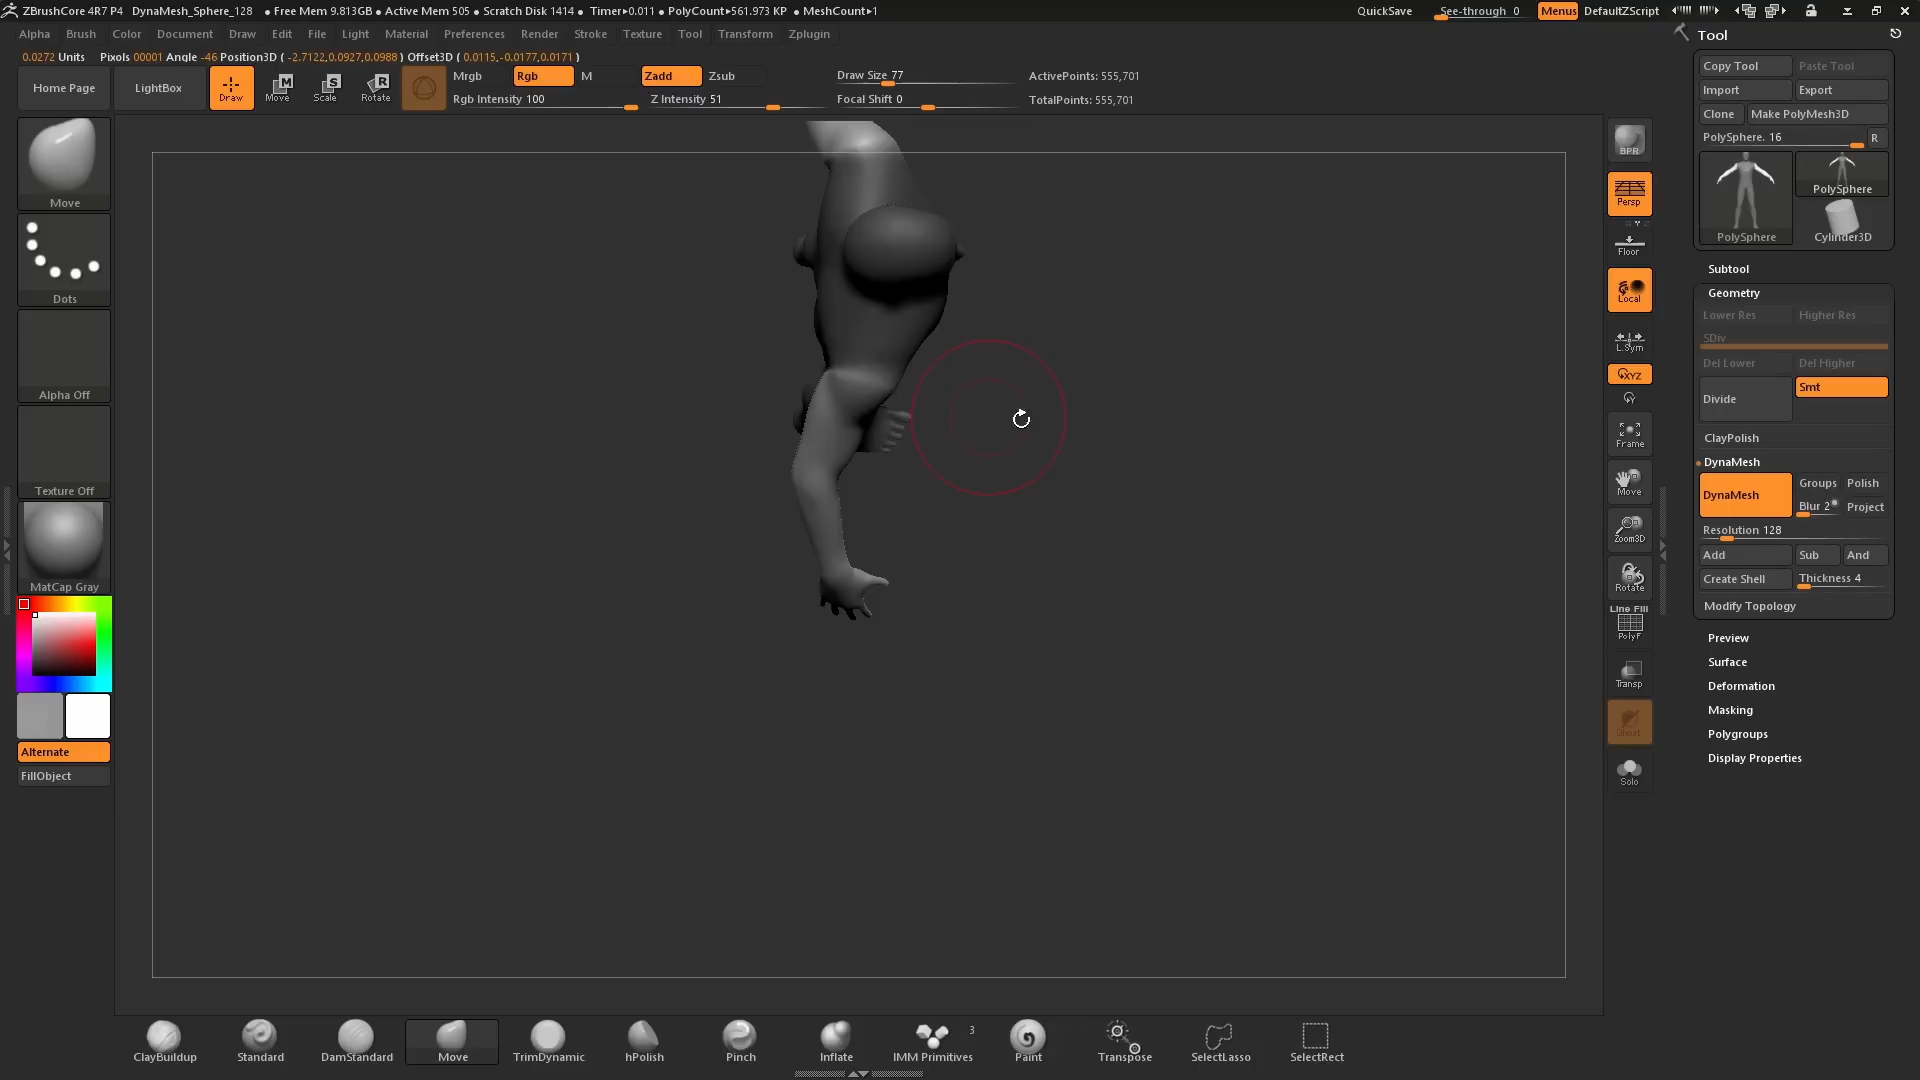 ZBrushCore 4R7 P4 DynaMesh_Sphere_128 ● Free Mem 9.813GB ● Active Mem 505 ● Scratch Disk 1414 ● Timer▸0.011 ● PolyCount▸561.973 KP ● MeshCount▸1 QuickSave See-through 0 Menus DefaultZScript
Alpha Brush Color Document Draw Edit File Light Material Preferences Render Stroke Texture Tool Transform Zplugin
0.0272 Units Pixols 00001 Angle -46 Position3D ( -2.7122,0.0927,0.0988 ) Offset3D ( 0.0115,-0.0177,0.0171 )
Home Page
LightBox
Draw
Move
Scale
Rotate
Mrgb Rgb M Zadd Zsub
Rgb Intensity 100 Z Intensity 51
Draw Size 77
Focal Shift 0
ActivePoints: 555,701
TotalPoints: 555,701
Move
Dots
Alpha Off
Texture Off
MatCap Gray
Alternate
FillObject
BPR
Persp
Floor
Local
L.Sym
XYZ
Y
Frame
Move
Zoom3D
Rotate
Line Fill
PolyF
Transp
Ghost
Solo
Tool
Copy Tool Paste Tool
Import Export
Clone Make PolyMesh3D
PolySphere. 16 R
PolySphere
PolySphere Cylinder3D
Subtool
Geometry
Lower Res Higher Res
SDiv
Del Lower Del Higher
Divide Smt
ClayPolish
DynaMesh
DynaMesh Groups Polish
Blur 2 Project
Resolution 128
Add Sub And
Create Shell Thickness 4
Modify Topology
Preview
Surface
Deformation
Masking
Polygroups
Display Properties
ClayBuildup Standard DamStandard Move TrimDynamic hPolish Pinch Inflate IMM Primitives 3 Paint Transpose SelectLasso SelectRect